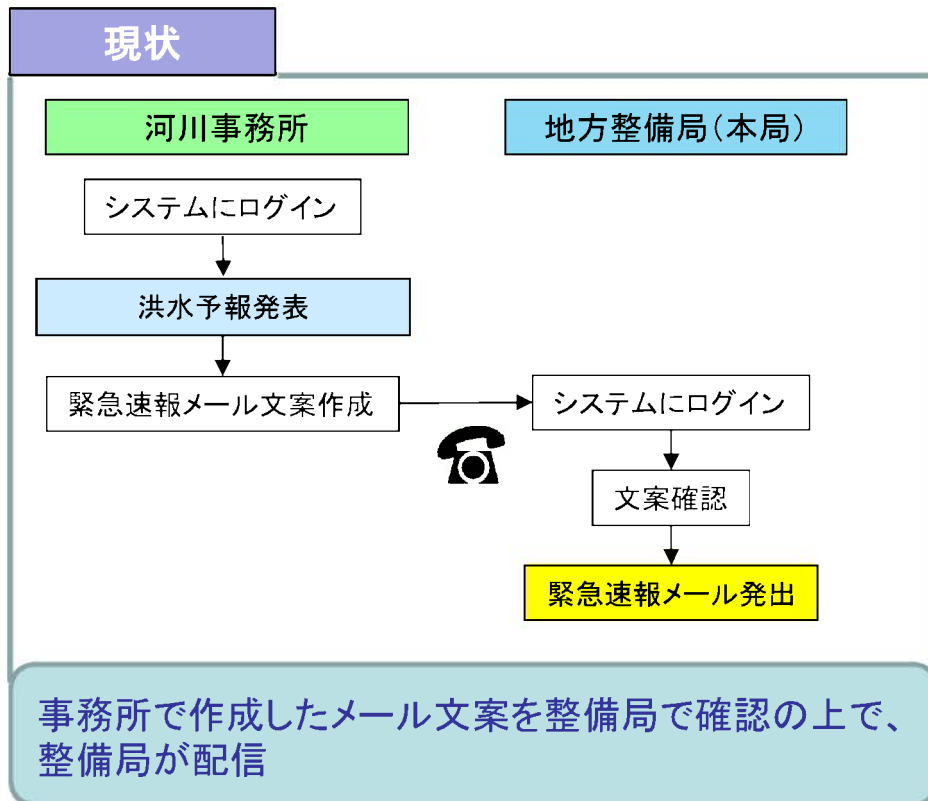 現状
河川事務所
地方整備局(本局)
システムにログイン
洪水予報発表
緊急速報メール文案作成
システムにログイン
文案確認
緊急速報メール発出
事務所で作成したメール文案を整備局で確認の上で、
整備局が配信